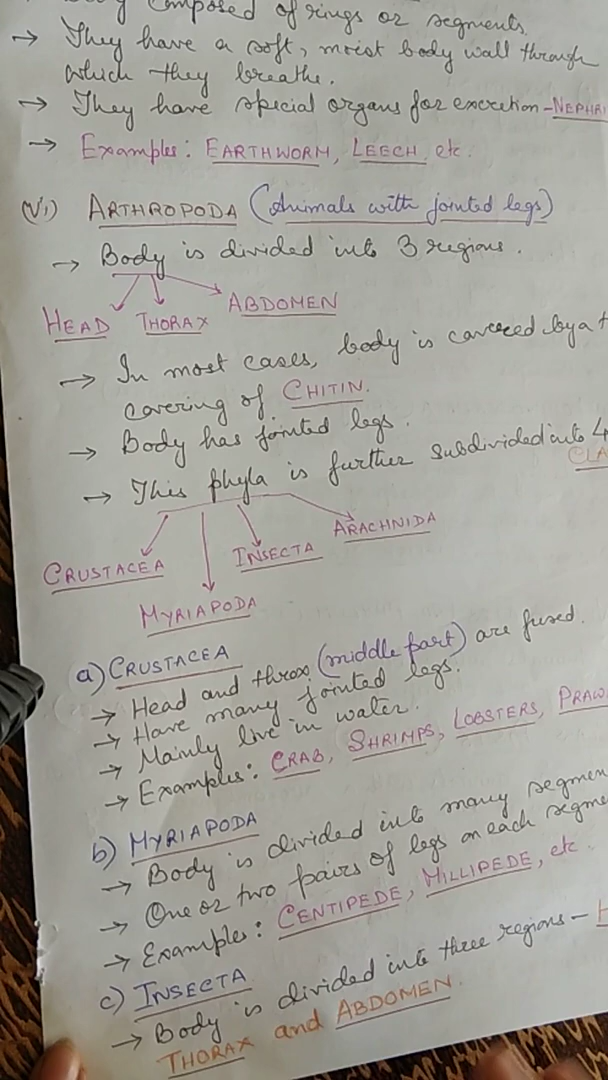 composed of rings or segments.
→ They have a soft, moist body wall through
which they breathe.
→ They have special organs for excretion - NEPHRI
→ Examples: EARTHWORM, LEECH, etc.
(vi) ARTHROPODA (Animals with jointed legs)
→ Body is divided into 3 regions.
HEAD THORAX ABDOMEN
→ In most cases, body is covered by a t
covering of CHITIN.
→ Body has jointed legs.
→ This phyla is further subdivided into 4
CLA
CRUSTACEA MYRIAPODA INSECTA ARACHNIDA
a) CRUSTACEA
→ Head and throx (middle part) are fused.
→ Have many jointed legs.
→ Mainly live in water.
→ Examples: CRAB, SHRIMPS, LOBSTERS, PRAW
b) MYRIAPODA
→ Body is divided into many segmen
→ One or two pairs of legs on each segme
→ Examples: CENTIPEDE, MILLIPEDE, etc.
c) INSECTA
→ Body is divided into three regions - H
THORAX and ABDOMEN.